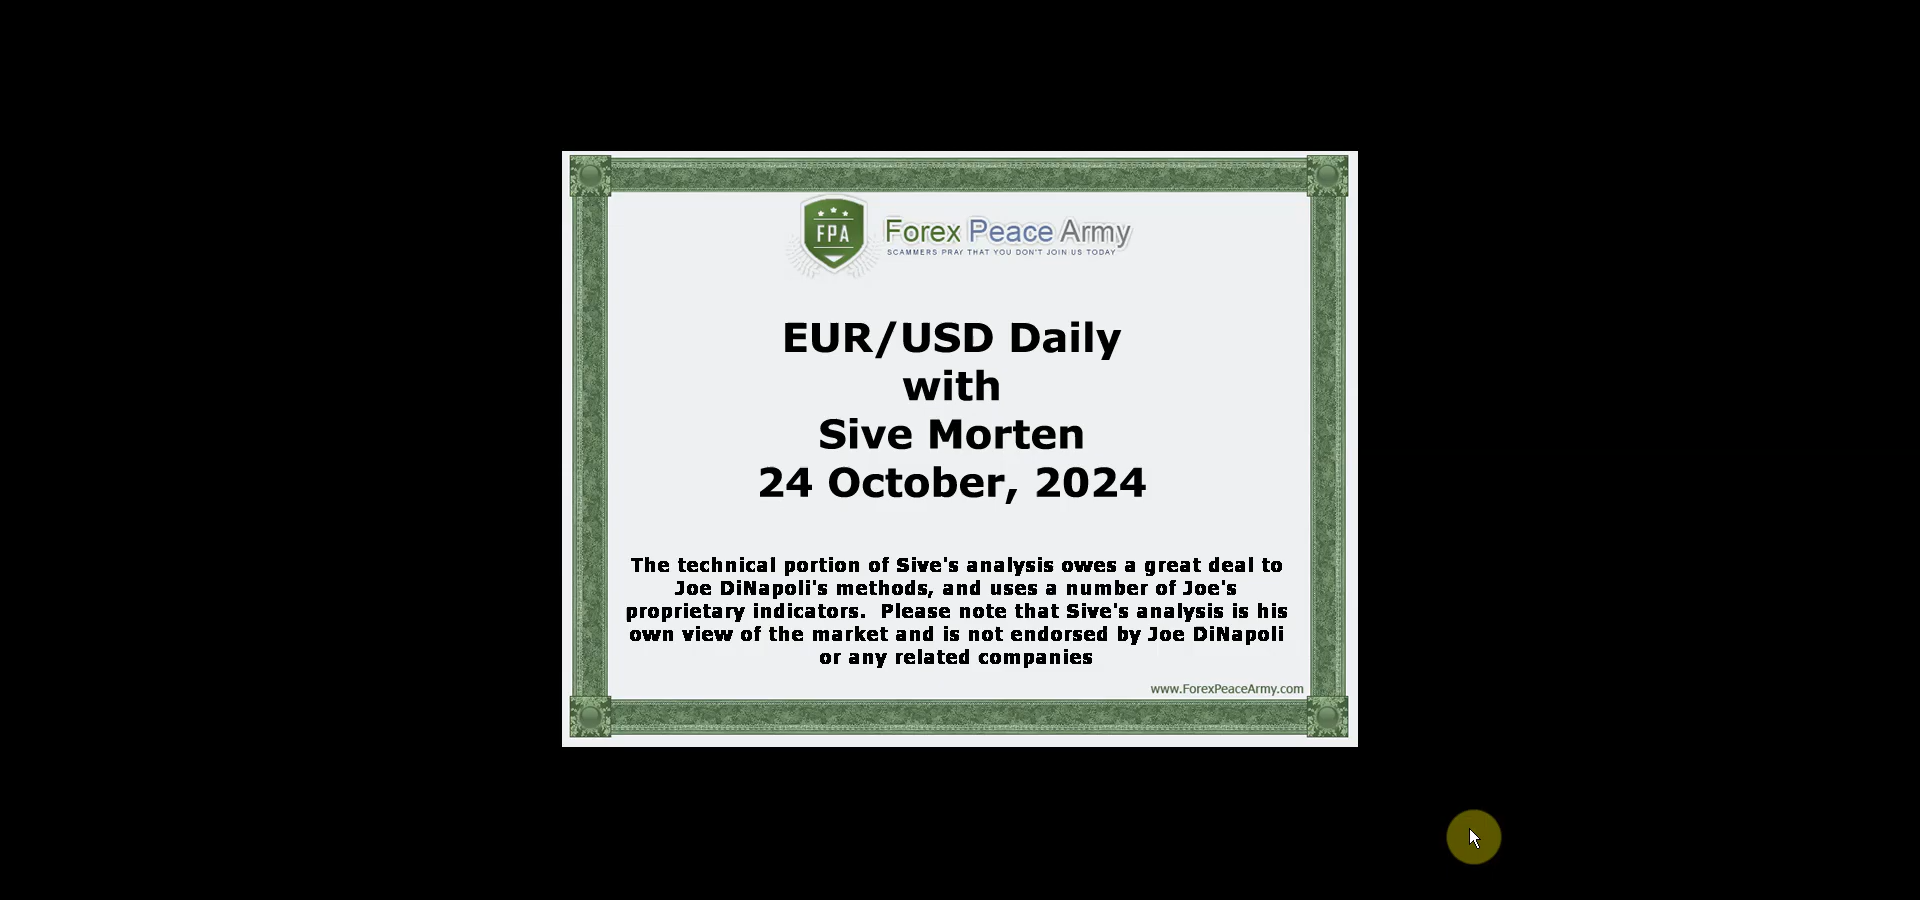 FPA
Forex Peace Army
SCAMMERS PRAY THAT YOU DON'T JOIN US TODAY
EUR/USD Daily
with
Sive Morten
24 October, 2024
The technical portion of Sive's analysis owes a great deal to
Joe DiNapoli's methods, and uses a number of Joe's
proprietary indicators.  Please note that Sive's analysis is his
own view of the market and is not endorsed by Joe DiNapoli
or any related companies
www.ForexPeaceArmy.com